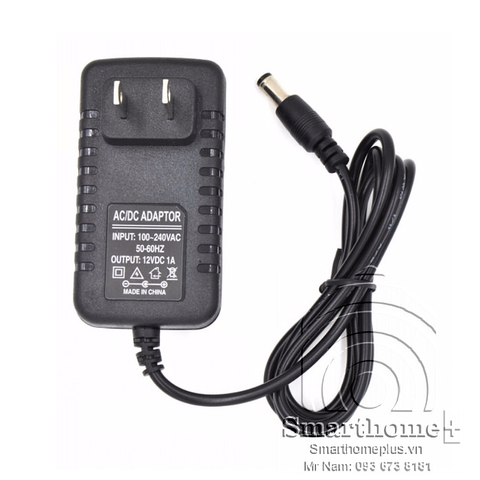 AC/DC ADAPTOR
INPUT: 100~240VAC
50-60HZ
OUTPUT: 12VDC 1A
MADE IN CHINA
Smarthome+
Smarthomeplus.vn
Mr Nam: 093 673 8181